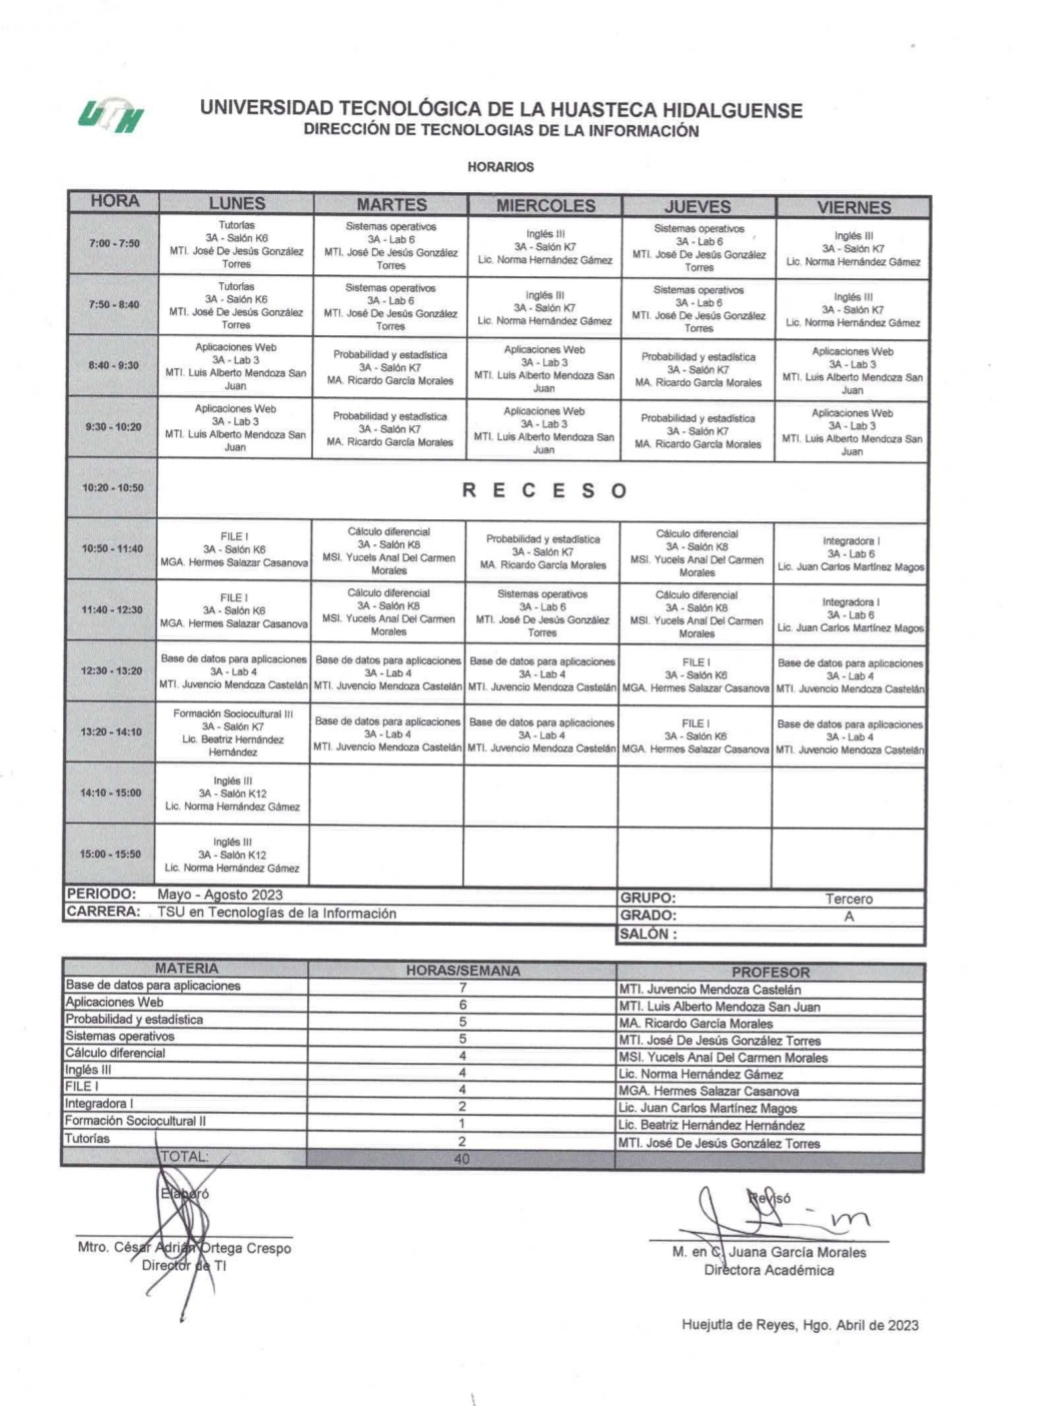 UTH
UNIVERSIDAD TECNOLÓGICA DE LA HUASTECA HIDALGUENSE
DIRECCIÓN DE TECNOLOGIAS DE LA INFORMACIÓN
HORARIOS
HORA LUNES MARTES MIERCOLES JUEVES VIERNES
7:00 - 7:50
Tutorías
3A - Salón K6
MTI. José De Jesús González
Torres
Sistemas operativos
3A - Lab 6
MTI. José De Jesús González
Torres
Inglés III
3A - Salón K7
Lic. Norma Hernández Gámez
Sistemas operativos
3A - Lab 6
MTI. José De Jesús González
Torres
Inglés III
3A - Salón K7
Lic. Norma Hernández Gámez
7:50 - 8:40
Tutorías
3A - Salón K6
MTI. José De Jesús González
Torres
Sistemas operativos
3A - Lab 6
MTI. José De Jesús González
Torres
Inglés III
3A - Salón K7
Lic. Norma Hernández Gámez
Sistemas operativos
3A - Lab 6
MTI. José De Jesús González
Torres
Inglés III
3A - Salón K7
Lic. Norma Hernández Gámez
8:40 - 9:30
Aplicaciones Web
3A - Lab 3
MTI. Luis Alberto Mendoza San
Juan
Probabilidad y estadística
3A - Salón K7
MA. Ricardo García Morales
Aplicaciones Web
3A - Lab 3
MTI. Luis Alberto Mendoza San
Juan
Probabilidad y estadística
3A - Salón K7
MA. Ricardo García Morales
Aplicaciones Web
3A - Lab 3
MTI. Luis Alberto Mendoza San
Juan
9:30 - 10:20
Aplicaciones Web
3A - Lab 3
MTI. Luis Alberto Mendoza San
Juan
Probabilidad y estadística
3A - Salón K7
MA. Ricardo García Morales
Aplicaciones Web
3A - Lab 3
MTI. Luis Alberto Mendoza San
Juan
Probabilidad y estadística
3A - Salón K7
MA. Ricardo García Morales
Aplicaciones Web
3A - Lab 3
MTI. Luis Alberto Mendoza San
Juan
10:20 - 10:50
R E C E S O
10:50 - 11:40
FILE I
3A - Salón K6
MGA. Hermes Salazar Casanova
Cálculo diferencial
3A - Salón K8
MSI. Yucels Anaí Del Carmen
Morales
Probabilidad y estadística
3A - Salón K7
MA. Ricardo García Morales
Cálculo diferencial
3A - Salón K8
MSI. Yucels Anaí Del Carmen
Morales
Integradora I
3A - Lab 6
Lic. Juan Carlos Martínez Magos
11:40 - 12:30
FILE I
3A - Salón K6
MGA. Hermes Salazar Casanova
Cálculo diferencial
3A - Salón K8
MSI. Yucels Anaí Del Carmen
Morales
Sistemas operativos
3A - Lab 6
MTI. José De Jesús González
Torres
Cálculo diferencial
3A - Salón K8
MSI. Yucels Anaí Del Carmen
Morales
Integradora I
3A - Lab 6
Lic. Juan Carlos Martínez Magos
12:30 - 13:20
Base de datos para aplicaciones
3A - Lab 4
MTI. Juvencio Mendoza Castelán
Base de datos para aplicaciones
3A - Lab 4
MTI. Juvencio Mendoza Castelán
Base de datos para aplicaciones
3A - Lab 4
MTI. Juvencio Mendoza Castelán
FILE I
3A - Salón K6
MGA. Hermes Salazar Casanova
Base de datos para aplicaciones
3A - Lab 4
MTI. Juvencio Mendoza Castelán
13:20 - 14:10
Formación Sociocultural III
3A - Salón K7
Lic. Beatriz Hernández
Hernández
Base de datos para aplicaciones
3A - Lab 4
MTI. Juvencio Mendoza Castelán
Base de datos para aplicaciones
3A - Lab 4
MTI. Juvencio Mendoza Castelán
FILE I
3A - Salón K6
MGA. Hermes Salazar Casanova
Base de datos para aplicaciones
3A - Lab 4
MTI. Juvencio Mendoza Castelán
14:10 - 15:00
Inglés III
3A - Salón K12
Lic. Norma Hernández Gámez
15:00 - 15:50
Inglés III
3A - Salón K12
Lic. Norma Hernández Gámez
PERIODO: Mayo - Agosto 2023 GRUPO: Tercero
CARRERA: TSU en Tecnologías de la Información GRADO: A
SALÓN :
MATERIA HORAS/SEMANA PROFESOR
Base de datos para aplicaciones 7 MTI. Juvencio Mendoza Castelán
Aplicaciones Web 6 MTI. Luis Alberto Mendoza San Juan
Probabilidad y estadística 5 MA. Ricardo García Morales
Sistemas operativos 5 MTI. José De Jesús González Torres
Cálculo diferencial 4 MSI. Yucels Anaí Del Carmen Morales
Inglés III 4 Lic. Norma Hernández Gámez
FILE I 4 MGA. Hermes Salazar Casanova
Integradora I 2 Lic. Juan Carlos Martínez Magos
Formación Sociocultural II 1 Lic. Beatriz Hernández Hernández
Tutorías 2 MTI. José De Jesús González Torres
TOTAL: 40
Elaboró Revisó
Mtro. César Adrián Ortega Crespo M. en C. Juana García Morales
Director de TI Directora Académica
Huejutla de Reyes, Hgo. Abril de 2023